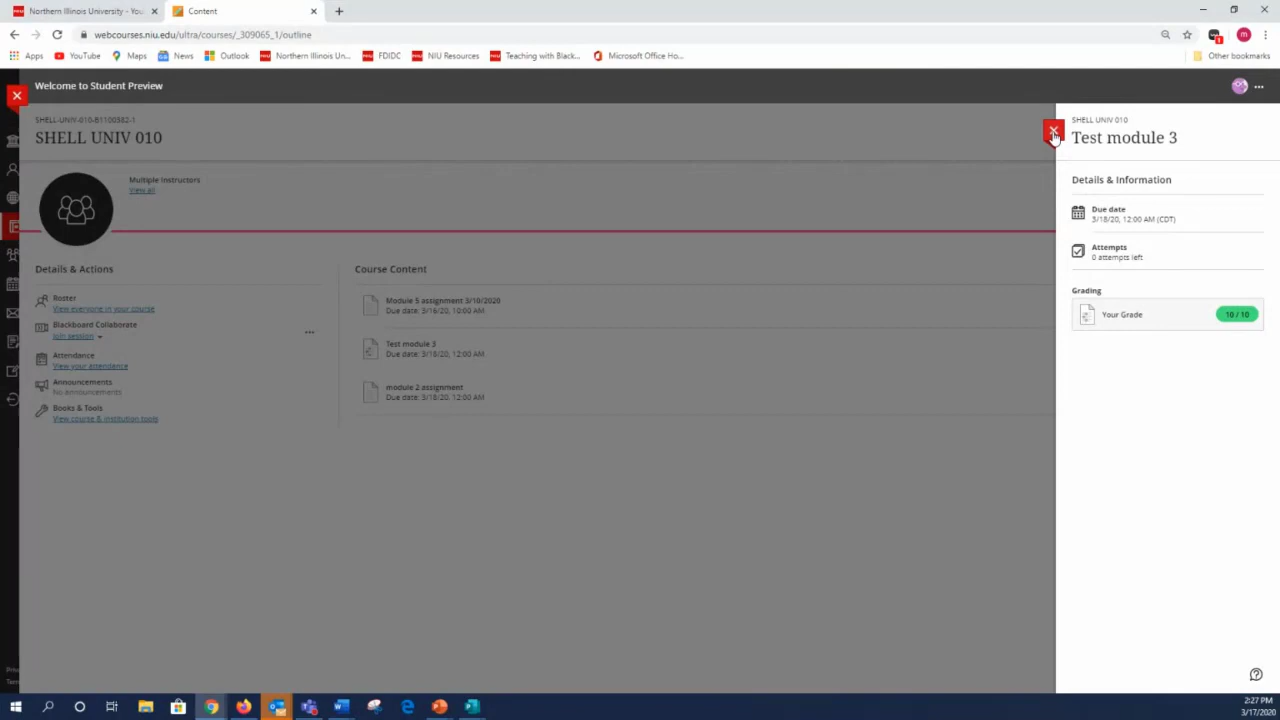 Northern Illinois University - You
Content
webcourses.niu.edu/ultra/courses/_309065_1/outline
Apps
YouTube
Maps
News
Outlook
Northern Illinois Un...
FDIDC
NIU Resources
Teaching with Black...
Microsoft Office Ho...
Other bookmarks
Welcome to Student Preview
SHELL-UNIV-010-B1100382-1
SHELL UNIV 010
Multiple Instructors
View all
Details & Actions
Roster
View everyone in your course
Blackboard Collaborate
Join session
Attendance
View your attendance
Announcements
No announcements
Books & Tools
View course & institution tools
Course Content
Module 5 assignment 3/10/2020
Due date: 3/16/20, 10:00 AM
Test module 3
Due date: 3/18/20, 12:00 AM
module 2 assignment
Due date: 3/18/20, 12:00 AM
SHELL UNIV 010
Test module 3
Details & Information
Due date
3/18/20, 12:00 AM (CDT)
Attempts
0 attempts left
Grading
Your Grade
10 / 10
2:27 PM
3/17/2020